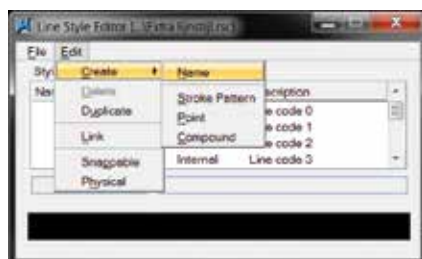 Line Style Editor
File Edit
Create Name
Delete
Duplicate
Link
Snappable
Physical
Stroke Pattern
Point
Compound
code 0
code 1
code 2
Internal Line code 3